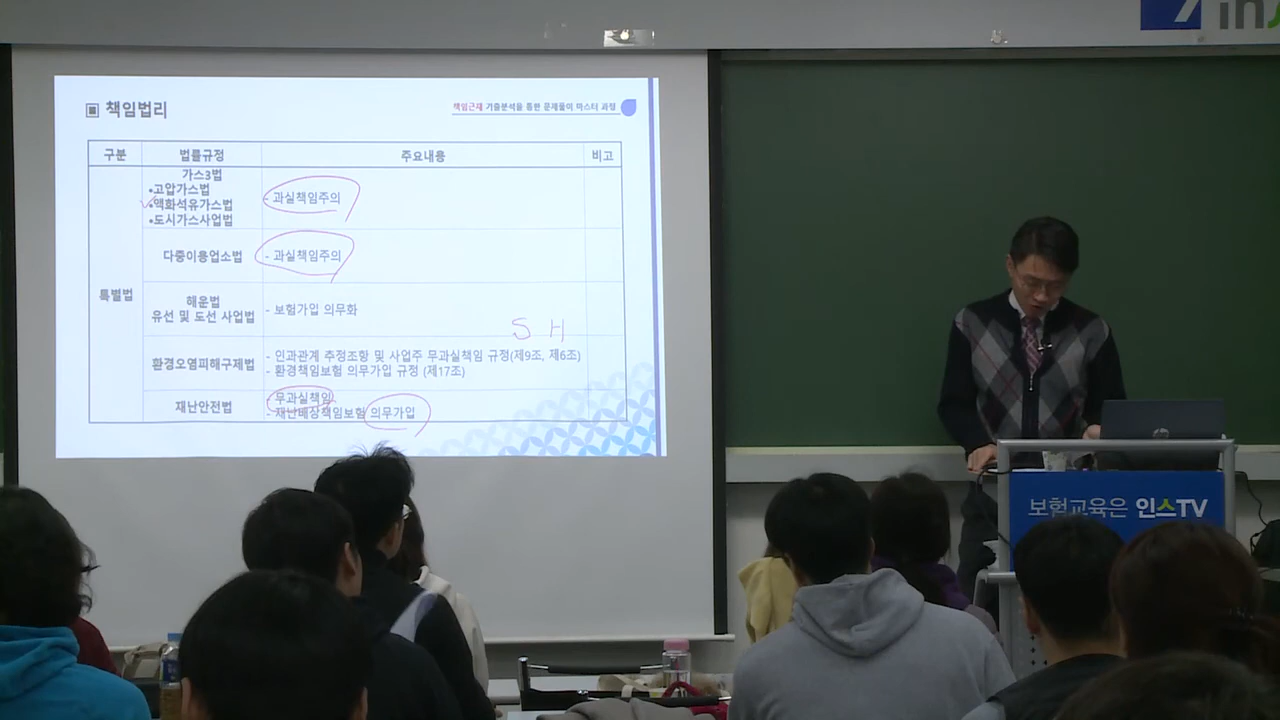 책임법리
책임근재 기출분석을 통한 문제풀이 마스터 과정
구분 법률규정 주요내용 비고
특별법
가스3법
•고압가스법
•액화석유가스법
•도시가스사업법
- 과실책임주의
다중이용업소법
- 과실책임주의
해운법
유선 및 도선 사업법
- 보험가입 의무화
S H
환경오염피해구제법
- 인과관계 추정조항 및 사업주 무과실책임 규정(제9조, 제6조)
- 환경책임보험 의무가입 규정 (제17조)
재난안전법
- 무과실책임
- 재난배상책임보험 의무가입
보험교육은 인스TV
hp